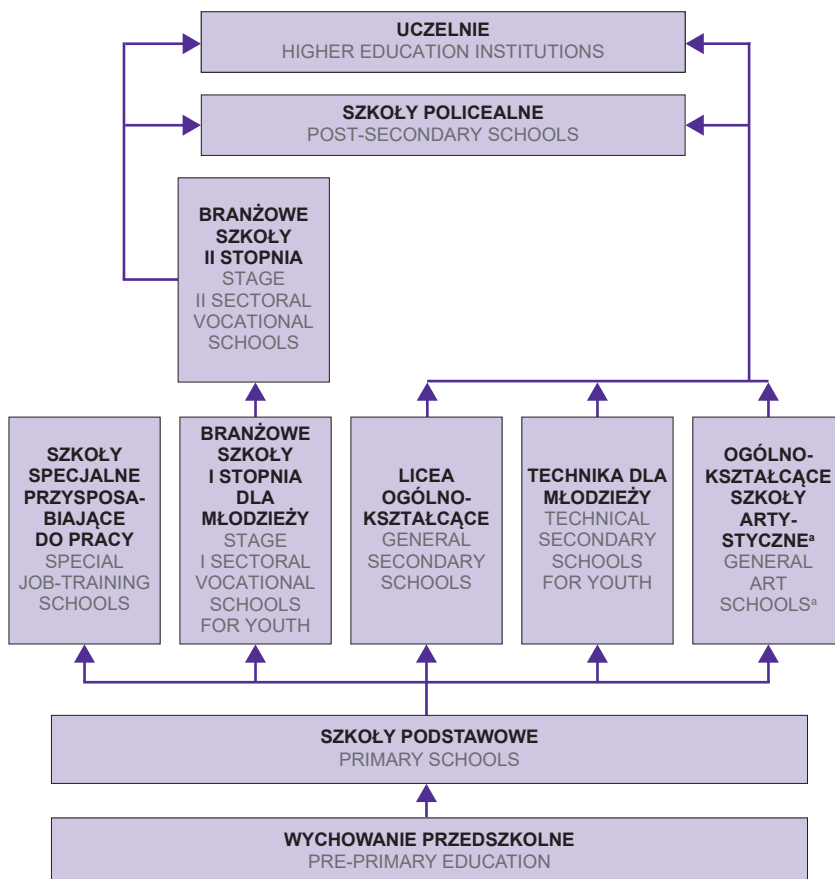 UCZELNIE
HIGHER EDUCATION INSTITUTIONS
SZKOŁY POLICEALNE
POST-SECONDARY SCHOOLS
BRANŻOWE
SZKOŁY
II STOPNIA
STAGE
II SECTORAL
VOCATIONAL
SCHOOLS
SZKOŁY
SPECJALNE
PRZYSPOSA-
BIAJĄCE
DO PRACY
SPECIAL
JOB-TRAINING
SCHOOLS
BRANŻOWE
SZKOŁY
I STOPNIA
DLA
MŁODZIEŻY
STAGE
I SECTORAL
VOCATIONAL
SCHOOLS
FOR YOUTH
LICEA
OGÓLNO-
KSZTAŁCĄCE
GENERAL
SECONDARY
SCHOOLS
TECHNIKA DLA
MŁODZIEŻY
TECHNICAL
SECONDARY
SCHOOLS
FOR YOUTH
OGÓLNO-
KSZTAŁCĄCE
SZKOŁY
ARTY-
STYCZNEª
GENERAL
ART
SCHOOLSª
SZKOŁY PODSTAWOWE
PRIMARY SCHOOLS
WYCHOWANIE PRZEDSZKOLNE
PRE-PRIMARY EDUCATION